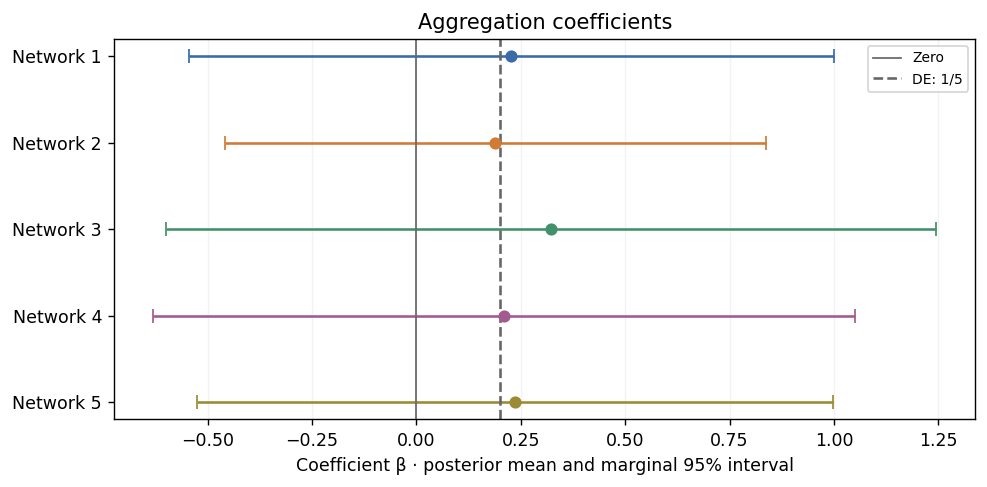 Aggregation coefficients
Network 1
Network 2
Network 3
Network 4
Network 5
Zero
DE: 1/5
−0.50 −0.25 0.00 0.25 0.50 0.75 1.00 1.25
Coefficient β · posterior mean and marginal 95% interval